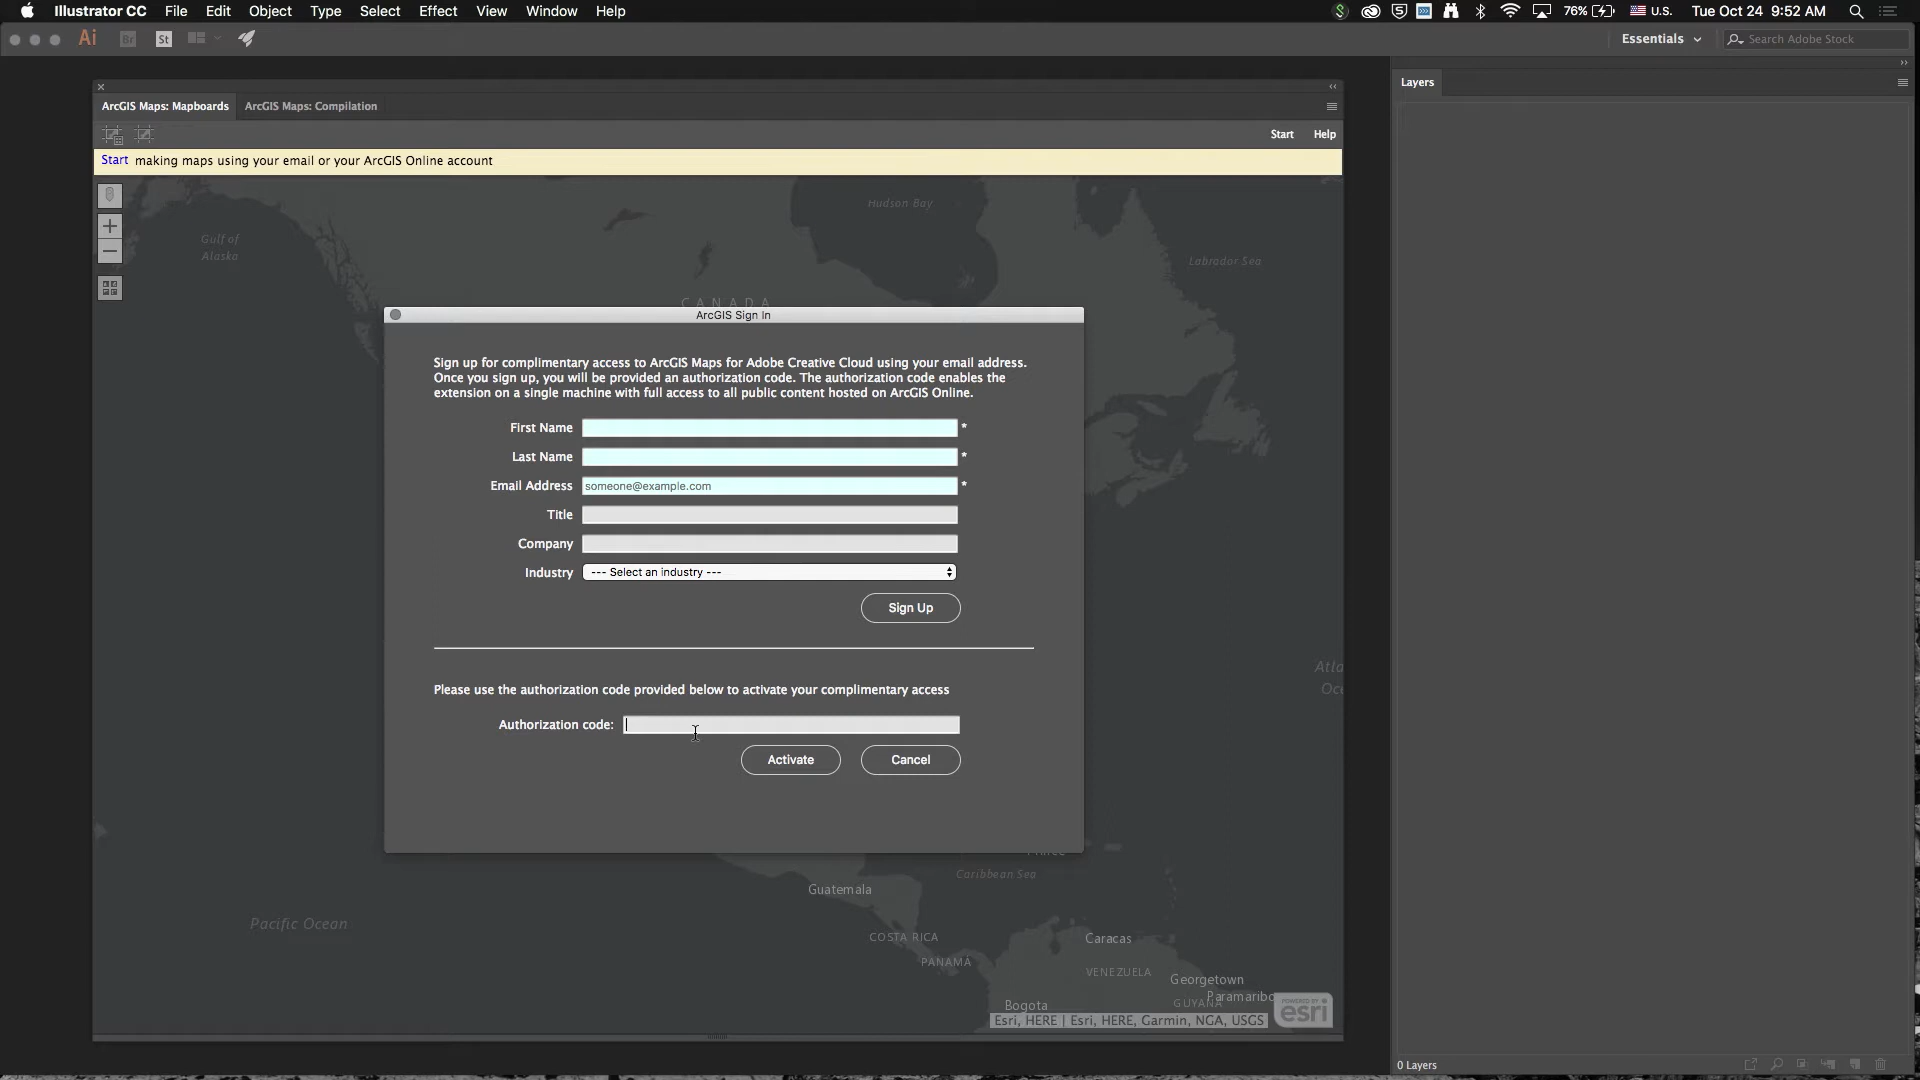 Illustrator CC File Edit Object Type Select Effect View Window Help
76% U.S. Tue Oct 24 9:52 AM
Ai Br St
Essentials
Search Adobe Stock
Layers
ArcGIS Maps: Mapboards ArcGIS Maps: Compilation
Start Help
Start making maps using your email or your ArcGIS Online account
Hudson Bay
Gulf of
Alaska
Labrador Sea
CANADA
ArcGIS Sign In
Sign up for complimentary access to ArcGIS Maps for Adobe Creative Cloud using your email address.
Once you sign up, you will be provided an authorization code. The authorization code enables the
extension on a single machine with full access to all public content hosted on ArcGIS Online.
First Name *
Last Name *
Email Address someone@example.com *
Title
Company
Industry --- Select an industry ---
Sign Up
Please use the authorization code provided below to activate your complimentary access
Authorization code:
Activate Cancel
Caribbean Sea
Guatemala
Pacific Ocean
COSTA RICA
Caracas
PANAMÁ
VENEZUELA
Georgetown
Paramaribo
GUYANA
Bogota
POWERED BY
esri
Esri, HERE | Esri, HERE, Garmin, NGA, USGS
0 Layers